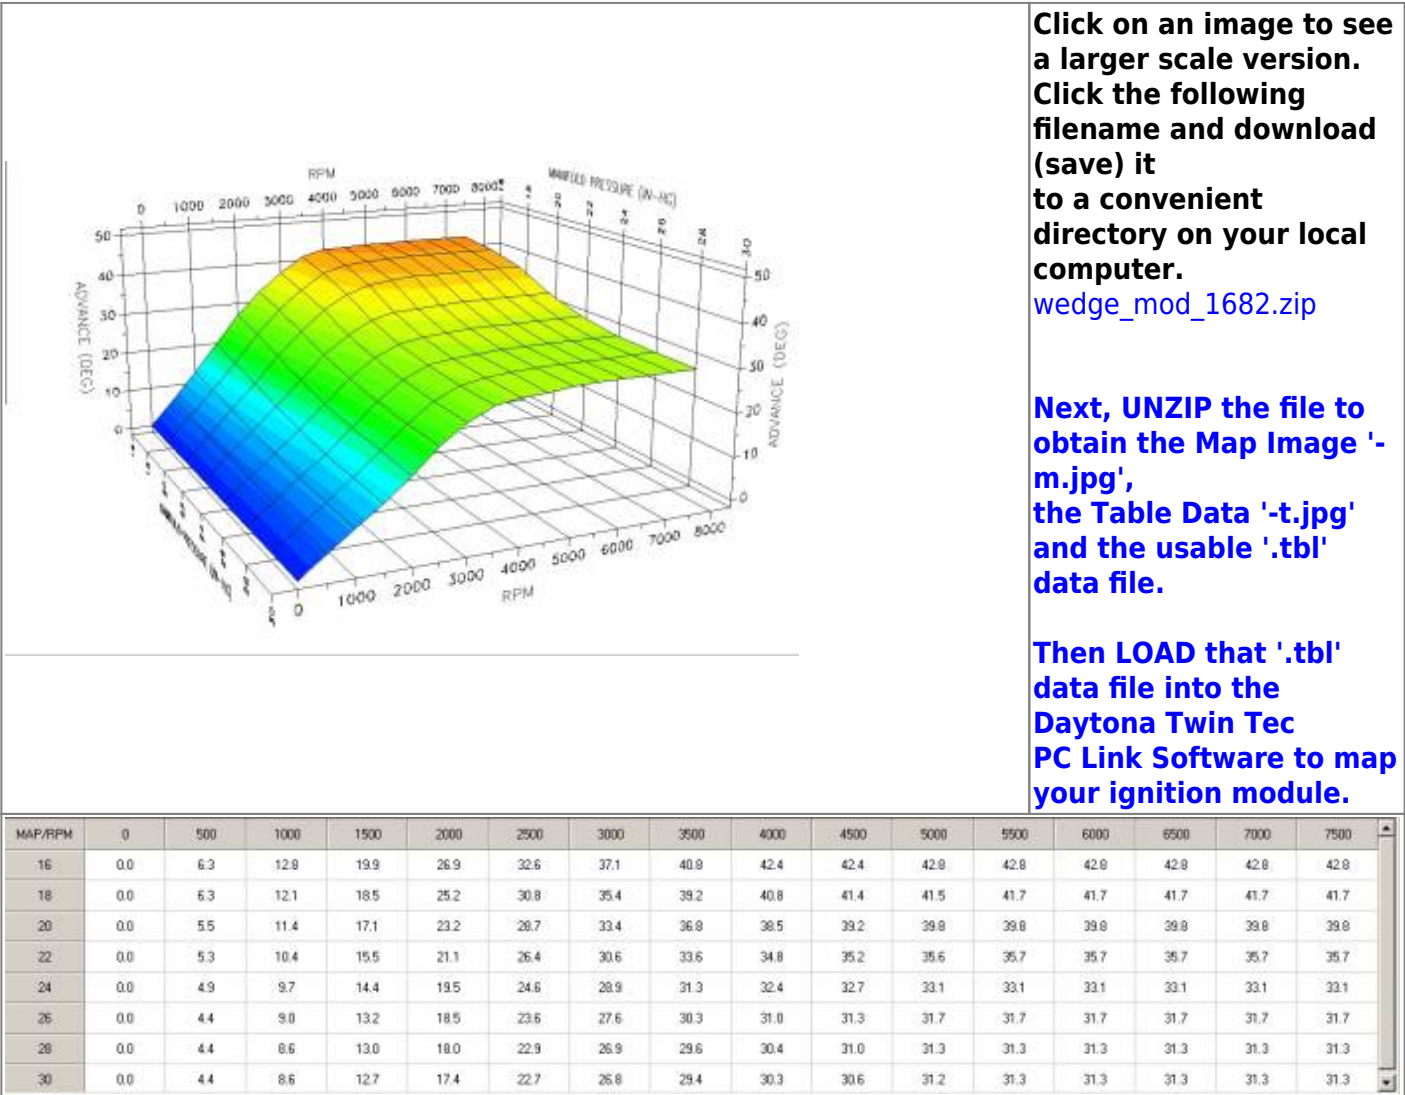 RPM
0 1000 2000 3000 4000 5000 6000 7000 8000
MANIFOLD PRESSURE (IN-HG)
18 20 22 24 26 28 30
50
40
30
20
10
0
ADVANCE (DEG)
50
40
30
20
10
0
ADVANCE (DEG)
0 1000 2000 3000 4000 5000 6000 7000 8000
RPM
Click on an image to see
a larger scale version.
Click the following
filename and download
(save) it
to a convenient
directory on your local
computer.
wedge_mod_1682.zip
Next, UNZIP the file to
obtain the Map Image '-
m.jpg',
the Table Data '-t.jpg'
and the usable '.tbl'
data file.
Then LOAD that '.tbl'
data file into the
Daytona Twin Tec
PC Link Software to map
your ignition module.
MAP/RPM 0 500 1000 1500 2000 2500 3000 3500 4000 4500 5000 5500 6000 6500 7000 7500
16 0.0 6.3 12.8 19.9 26.9 32.6 37.1 40.8 42.4 42.4 42.8 42.8 42.8 42.8 42.8 42.8
18 0.0 6.3 12.1 18.5 25.2 30.8 35.4 39.2 40.8 41.4 41.5 41.7 41.7 41.7 41.7 41.7
20 0.0 5.5 11.4 17.1 23.2 28.7 33.4 36.8 38.5 39.2 39.8 39.8 39.8 39.8 39.8 39.8
22 0.0 5.3 10.4 15.5 21.1 26.4 30.6 33.6 34.8 35.2 35.6 35.7 35.7 35.7 35.7 35.7
24 0.0 4.9 9.7 14.4 19.5 24.6 28.9 31.3 32.4 32.7 33.1 33.1 33.1 33.1 33.1 33.1
26 0.0 4.4 9.0 13.2 18.5 23.6 27.6 30.3 31.0 31.3 31.7 31.7 31.7 31.7 31.7 31.7
28 0.0 4.4 8.6 13.0 18.0 22.9 26.9 29.6 30.4 31.0 31.3 31.3 31.3 31.3 31.3 31.3
30 0.0 4.4 8.6 12.7 17.4 22.7 26.8 29.4 30.3 30.6 31.2 31.3 31.3 31.3 31.3 31.3